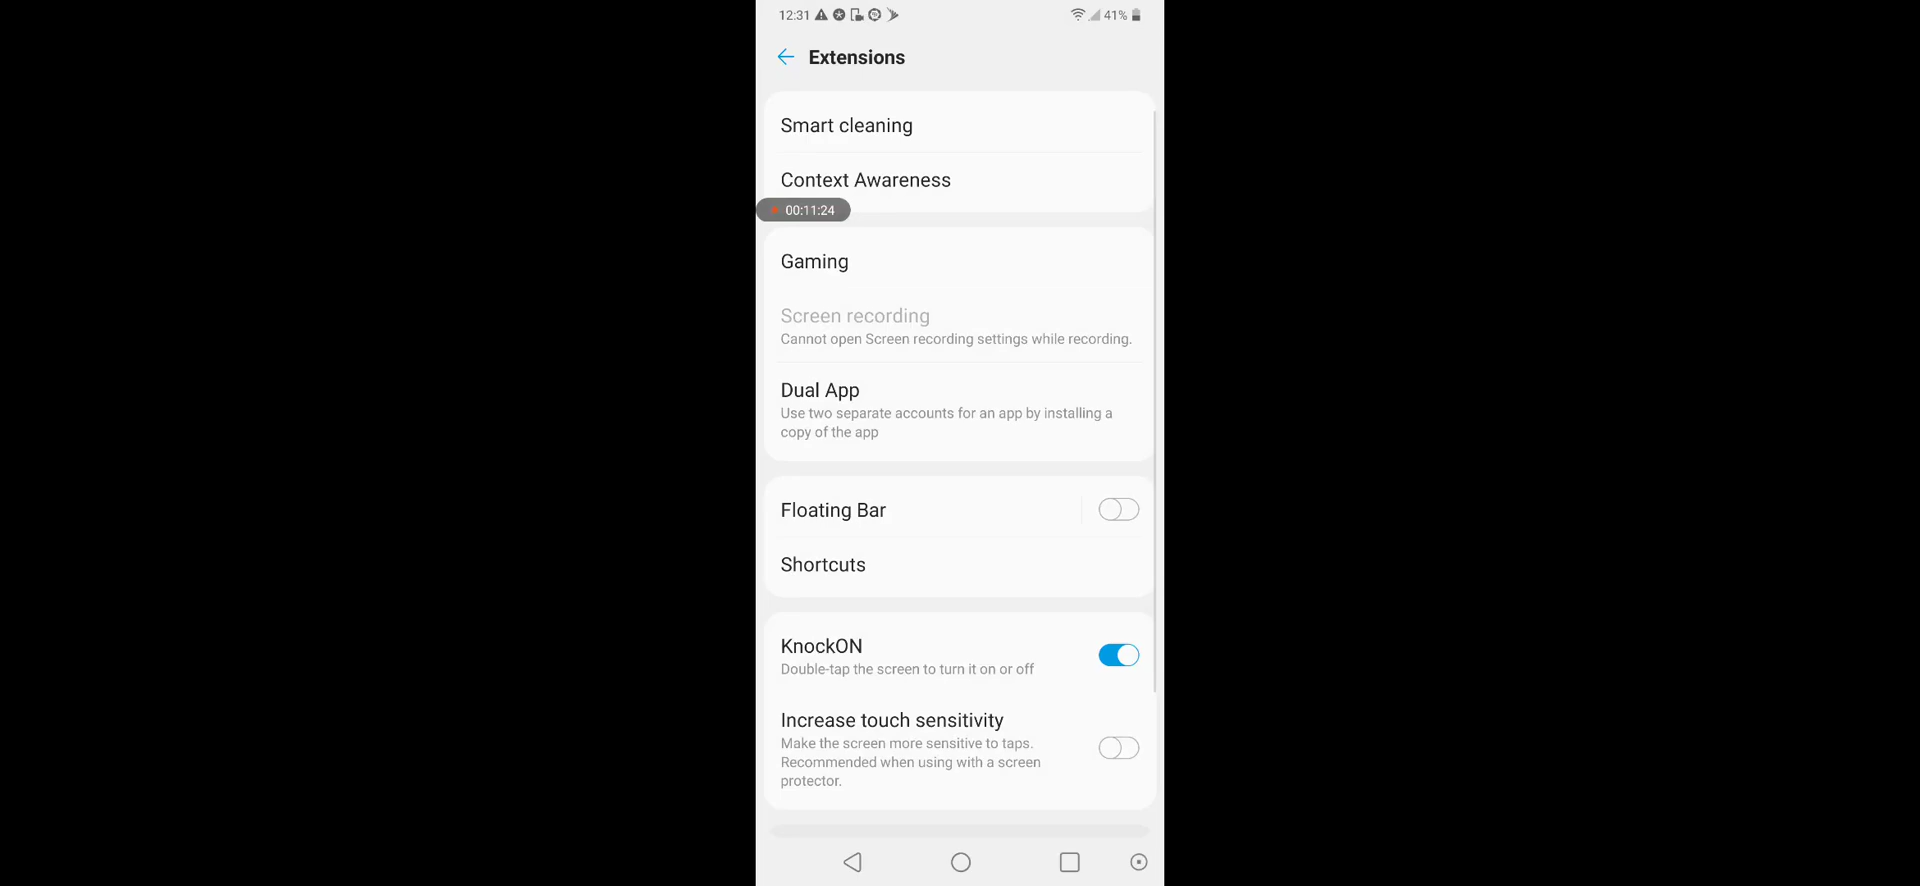 12:31
41%
Extensions
Smart cleaning
Context Awareness
00:11:24
Gaming
Screen recording
Cannot open Screen recording settings while recording.
Dual App
Use two separate accounts for an app by installing a
copy of the app
Floating Bar
Shortcuts
KnockON
Double-tap the screen to turn it on or off
Increase touch sensitivity
Make the screen more sensitive to taps.
Recommended when using with a screen
protector.